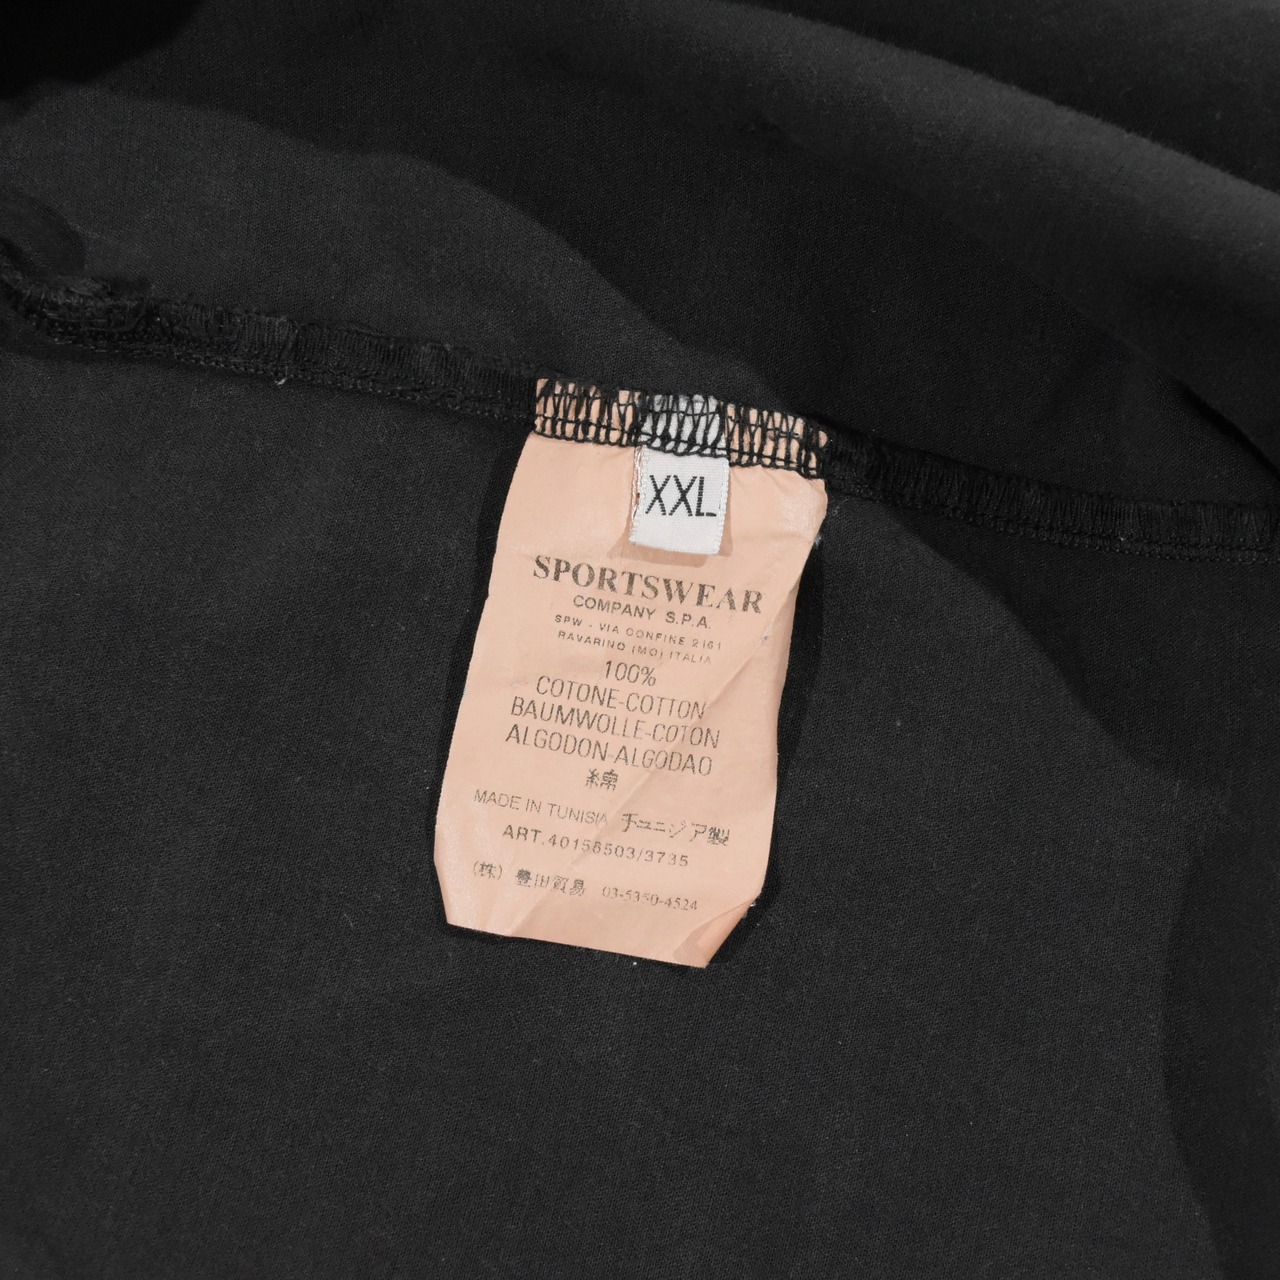 XXL
SPORTSWEAR
COMPANY S.P.A.
SPW - VIA CONFINE 2161
RAVARINO (MO) ITALIA
100%
COTONE-COTTON
BAUMWOLLE-COTON
ALGODON-ALGODAO
綿
MADE IN TUNISIA チュニジア製
ART.40156503/3735
(株) 豊田貿易 03-5350-4524